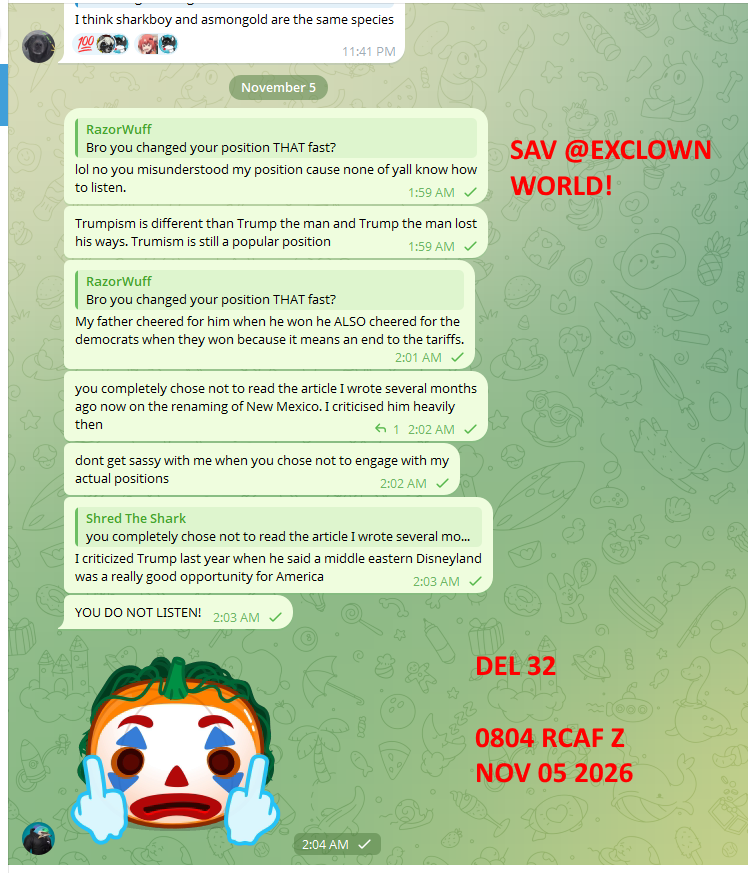 I think sharkboy and asmongold are the same species
💯
11:41 PM
November 5
RazorWuff
Bro you changed your position THAT fast?
lol no you misunderstood my position cause none of yall know how
to listen.
1:59 AM
Trumpism is different than Trump the man and Trump the man lost
his ways. Trumism is still a popular position
1:59 AM
RazorWuff
Bro you changed your position THAT fast?
My father cheered for him when he won he ALSO cheered for the
democrats when they won because it means an end to the tariffs.
2:01 AM
you completely chose not to read the article I wrote several months
ago now on the renaming of New Mexico. I criticised him heavily
then
1 2:02 AM
dont get sassy with me when you chose not to engage with my
actual positions
2:02 AM
Shred The Shark
you completely chose not to read the article I wrote several mo...
I criticized Trump last year when he said a middle eastern Disneyland
was a really good opportunity for America
2:03 AM
YOU DO NOT LISTEN! 2:03 AM
2:04 AM
SAV @EXCLOWN
WORLD!
DEL 32
0804 RCAF Z
NOV 05 2026